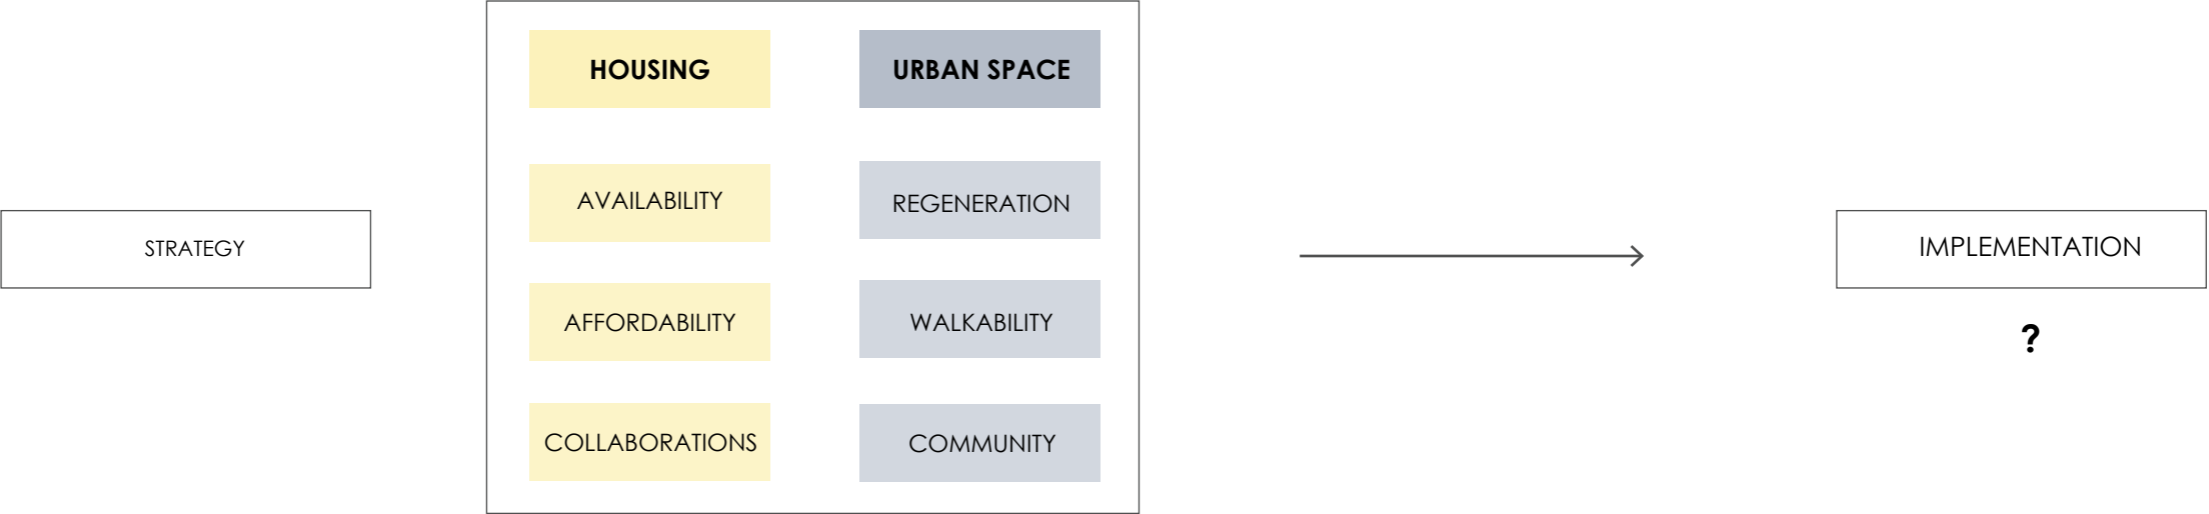 STRATEGY
HOUSING
URBAN SPACE
AVAILABILITY
REGENERATION
AFFORDABILITY
WALKABILITY
COLLABORATIONS
COMMUNITY
IMPLEMENTATION
?